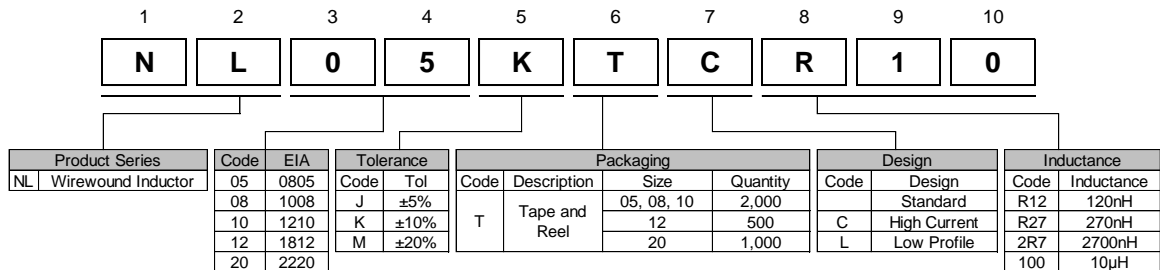 1 2 3 4 5 6 7 8 9 10
N L 0 5 K T C R 1 0
Product Series
NL Wirewound Inductor
Code EIA
05 0805
08 1008
10 1210
12 1812
20 2220
Tolerance
Code Tol
J ±5%
K ±10%
M ±20%
Packaging
Code Description Size Quantity
T Tape and Reel
05, 08, 10 2,000
12 500
20 1,000
Design
Code Design
Standard
C High Current
L Low Profile
Inductance
Code Inductance
R12 120nH
R27 270nH
2R7 2700nH
100 10µH